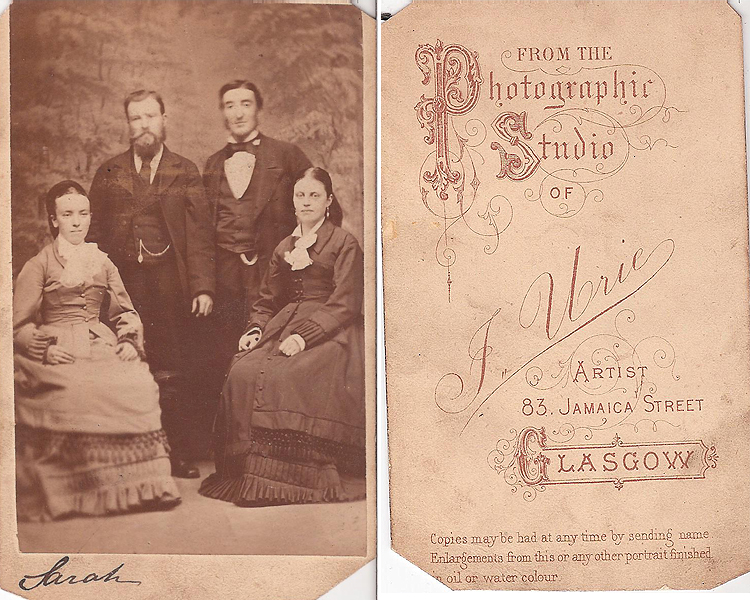 Sarah
FROM THE
Photographic
Studio
OF
J. Urie
ARTIST
83. JAMAICA STREET
GLASGOW
Copies may be had at any time by sending name
Enlargements from this or any other portrait finished
in oil or water colour.